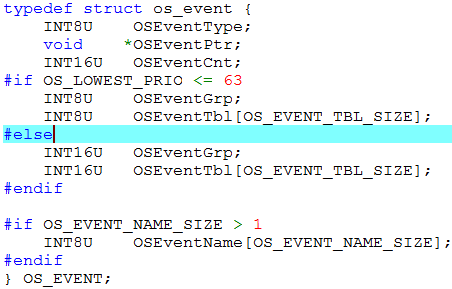 typedef struct os_event {
    INT8U    OSEventType;
    void    *OSEventPtr;
    INT16U   OSEventCnt;
#if OS_LOWEST_PRIO <= 63
    INT8U    OSEventGrp;
    INT8U    OSEventTbl[OS_EVENT_TBL_SIZE];
#else
    INT16U   OSEventGrp;
    INT16U   OSEventTbl[OS_EVENT_TBL_SIZE];
#endif

#if OS_EVENT_NAME_SIZE > 1
    INT8U    OSEventName[OS_EVENT_NAME_SIZE];
#endif
} OS_EVENT;